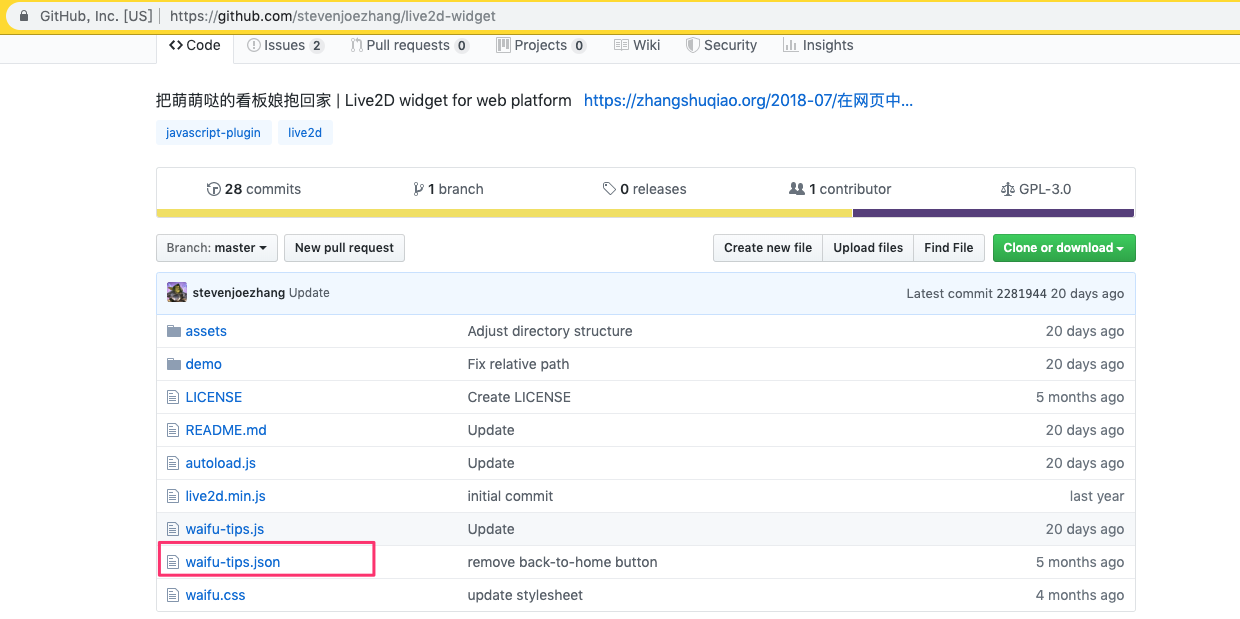 GitHub, Inc. [US] | https://github.com/stevenjoezhang/live2d-widget
Code Issues 2 Pull requests 0 Projects 0 Wiki Security Insights
把萌萌哒的看板娘抱回家 | Live2D widget for web platform https://zhangshuqiao.org/2018-07/在网页中...
javascript-plugin live2d
28 commits 1 branch 0 releases 1 contributor GPL-3.0
Branch: master New pull request Create new file Upload files Find File Clone or download
stevenjoezhang Update Latest commit 2281944 20 days ago
assets Adjust directory structure 20 days ago
demo Fix relative path 20 days ago
LICENSE Create LICENSE 5 months ago
README.md Update 20 days ago
autoload.js Update 20 days ago
live2d.min.js initial commit last year
waifu-tips.js Update 20 days ago
waifu-tips.json remove back-to-home button 5 months ago
waifu.css update stylesheet 4 months ago